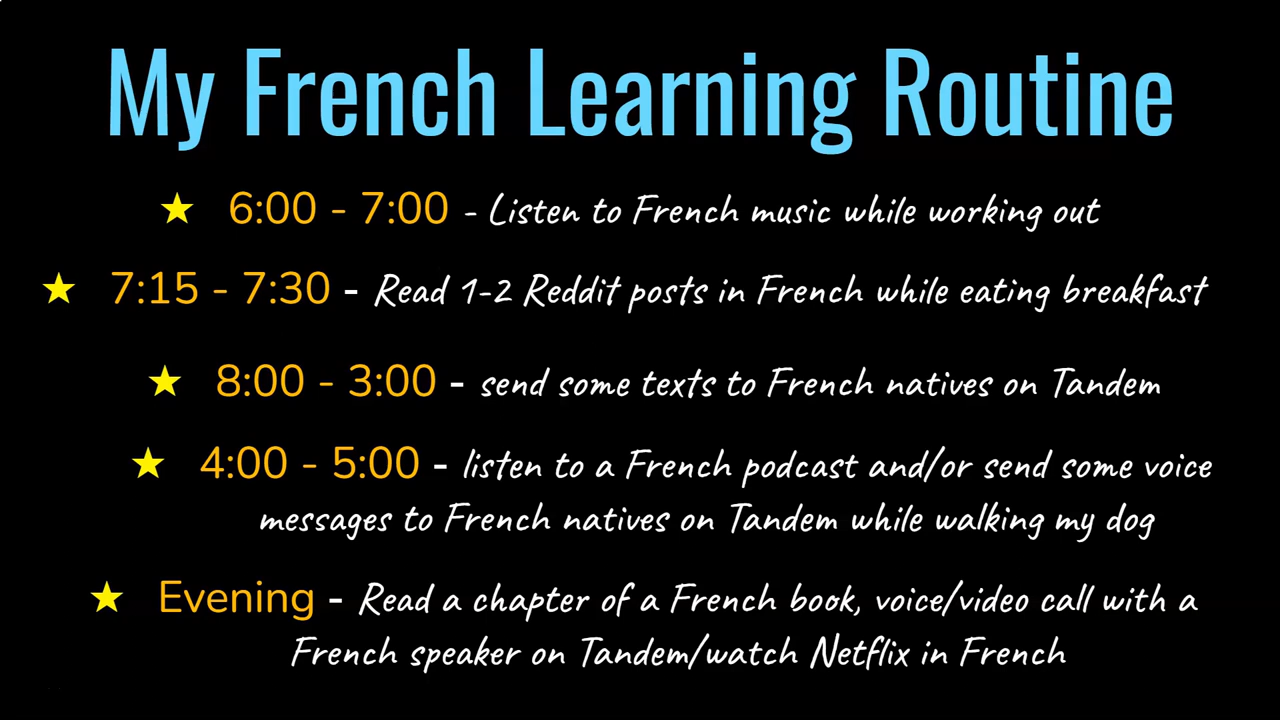 My French Learning Routine
6:00 - 7:00 - Listen to French music while working out
7:15 - 7:30 - Read 1-2 Reddit posts in French while eating breakfast
8:00 - 3:00 - send some texts to French natives on Tandem
4:00 - 5:00 - listen to a French podcast and/or send some voice
messages to French natives on Tandem while walking my dog
Evening - Read a chapter of a French book, voice/video call with a
French speaker on Tandem/watch Netflix in French